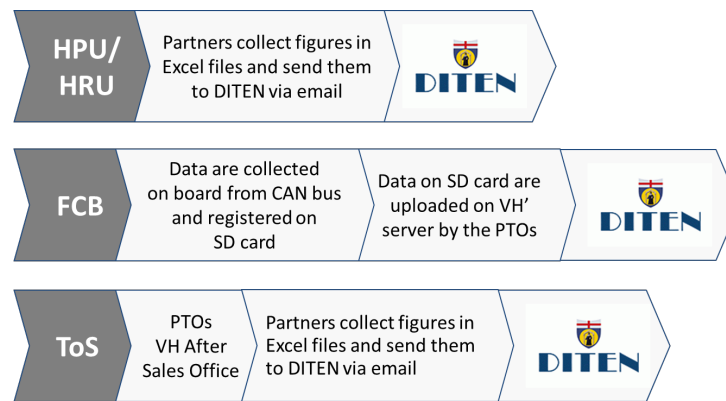 HPU/
HRU
Partners collect figures in
Excel files and send them
to DITEN via email
DITEN
FCB
Data are collected
on board from CAN bus
and registered on
SD card
Data on SD card are
uploaded on VH'
server by the PTOs
DITEN
ToS
PTOs
VH After
Sales Office
Partners collect figures in
Excel files and send them
to DITEN via email
DITEN